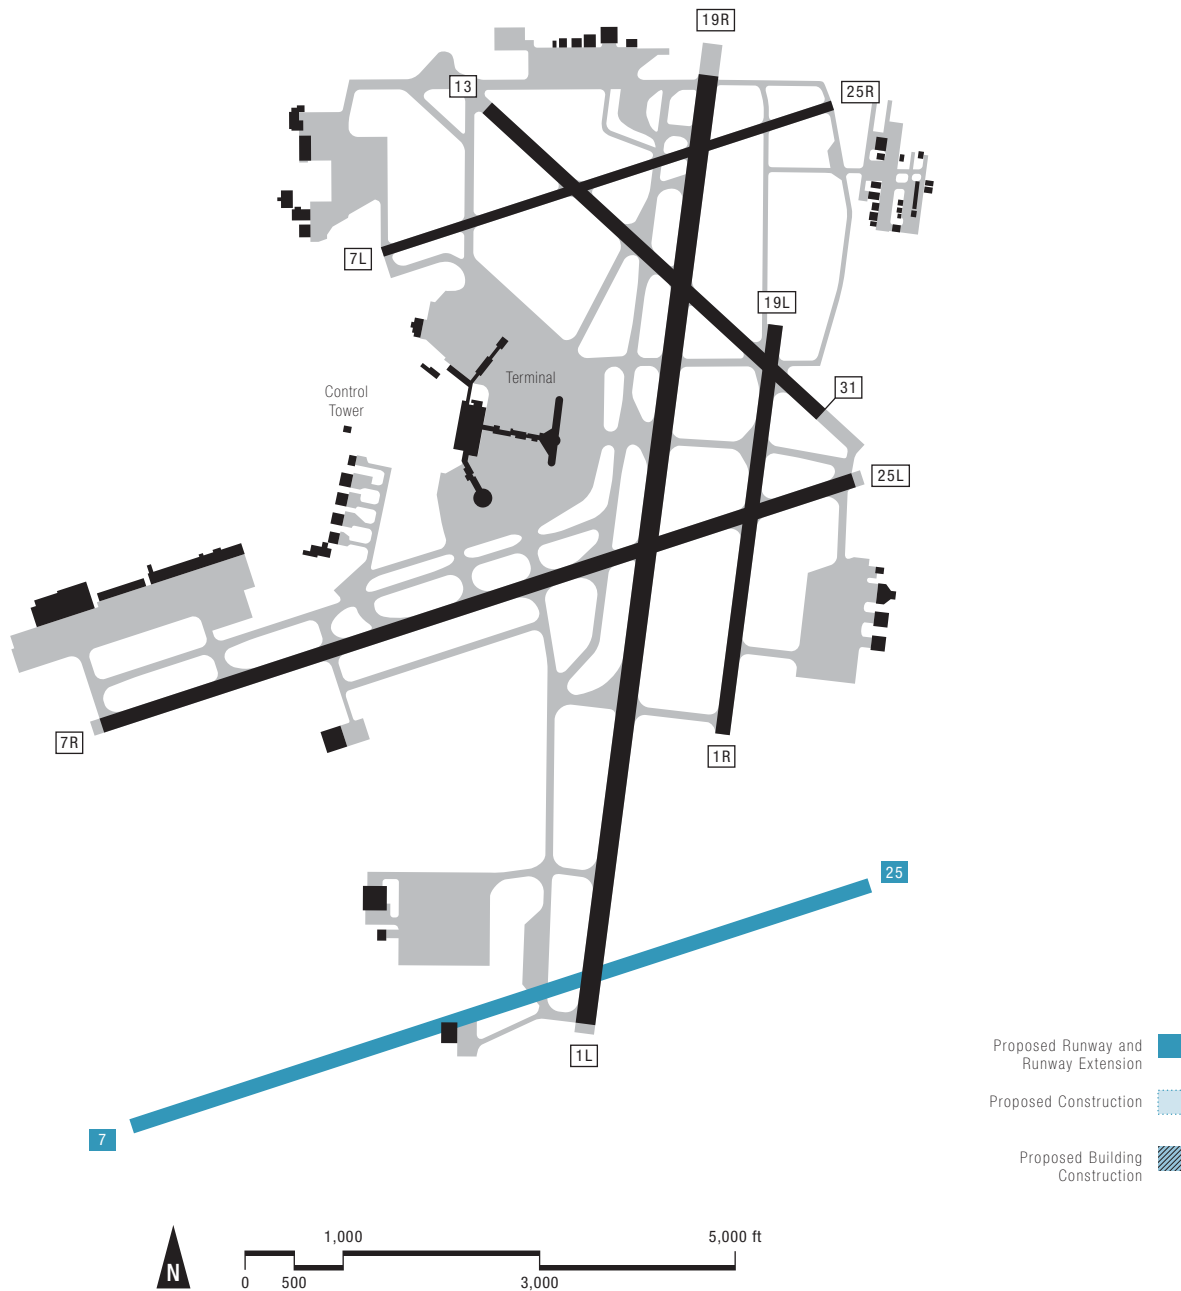 19R
13
25R
7L
19L
Terminal
31
Control
Tower
25L
7R
1R
25
1L
Proposed Runway and
Runway Extension
Proposed Construction
7
Proposed Building
Construction
N
1,000
5,000 ft
0
500
3,000